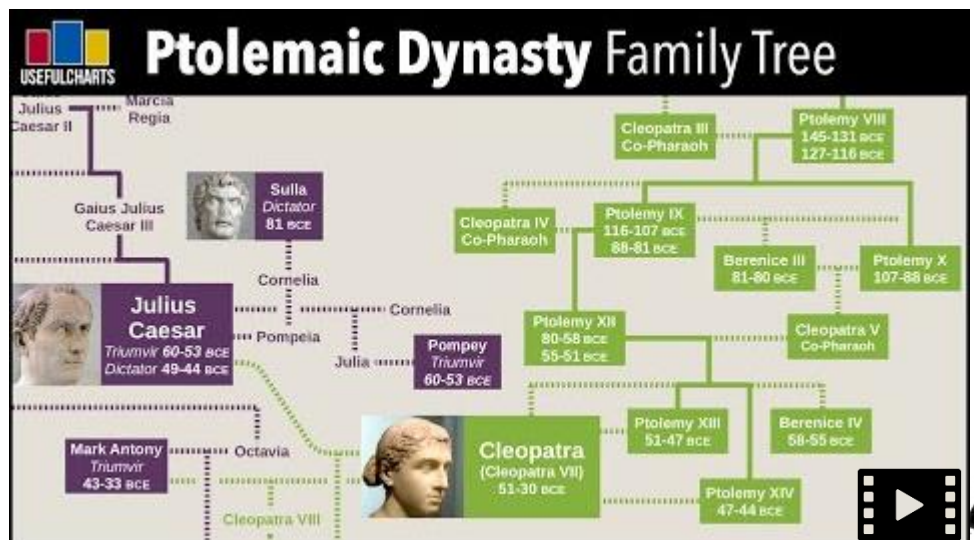 USEFULCHARTS
Ptolemaic Dynasty Family Tree
Julius
Caesar II
Marcia
Regia
Cleopatra III
Co-Pharaoh
Ptolemy VIII
145-131 BCE
127-116 BCE
Sulla
Dictator
81 BCE
Gaius Julius
Caesar III
Cleopatra IV
Co-Pharaoh
Ptolemy IX
116-107 BCE
88-81 BCE
Berenice III
81-80 BCE
Ptolemy X
107-88 BCE
Cornelia
Julius
Caesar
Triumvir 60-53 BCE
Dictator 49-44 BCE
Cornelia
Pompeia
Julia
Pompey
Triumvir
60-53 BCE
Ptolemy XII
80-58 BCE
55-51 BCE
Cleopatra V
Co-Pharaoh
Mark Antony
Triumvir
43-33 BCE
Octavia
Cleopatra
(Cleopatra VII)
51-30 BCE
Ptolemy XIII
51-47 BCE
Berenice IV
58-55 BCE
Ptolemy XIV
47-44 BCE
Cleopatra VIII